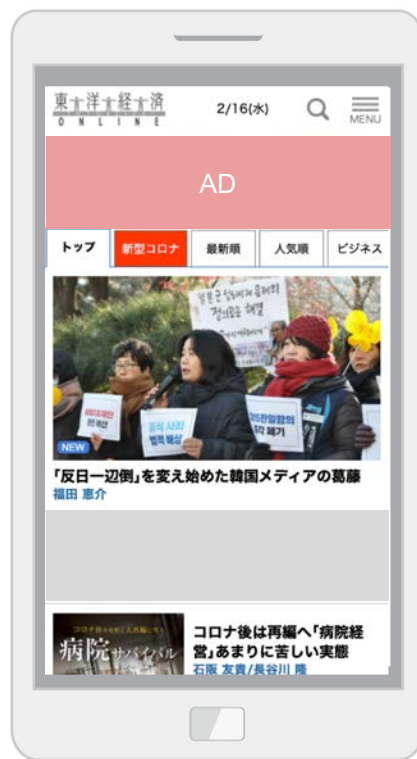 東洋経済
ONLINE
2/16(水)
MENU
AD
トップ
新型コロナ
最新順
人気順
ビジネス
NEW
「反日一辺倒」を変え始めた韓国メディアの葛藤
福田 恵介
病院サバイバル
コロナ後は再編へ「病院経
営」あまりに苦しい実態
石阪 友貴/長谷川 隆